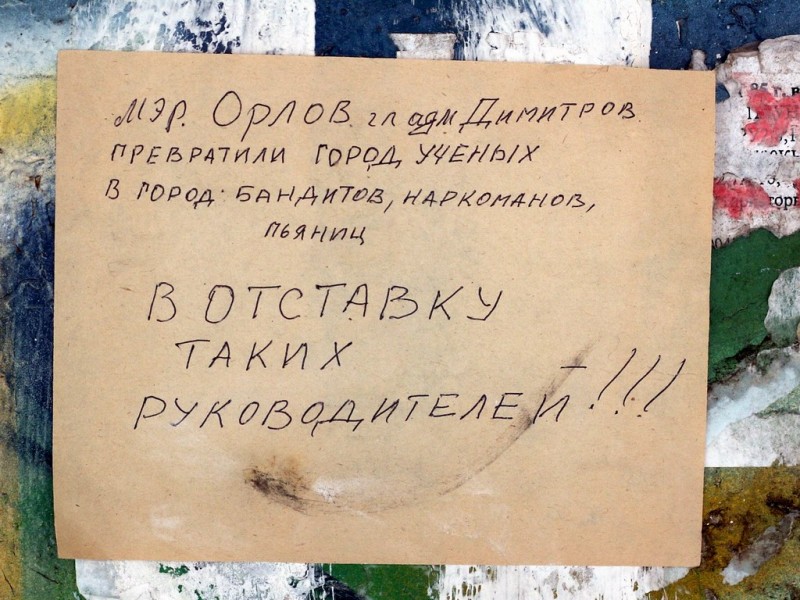 МЭР. ОРЛОВ гл адм ДИМИТРОВ
ПРЕВРАТИЛИ ГОРОД УЧЕНЫХ
В ГОРОД БАНДИТОВ, НАРКОМАНОВ,
ПЬЯНИЦ
В ОТСТАВКУ
ТАКИХ
РУКОВОДИТЕЛЕЙ!!!